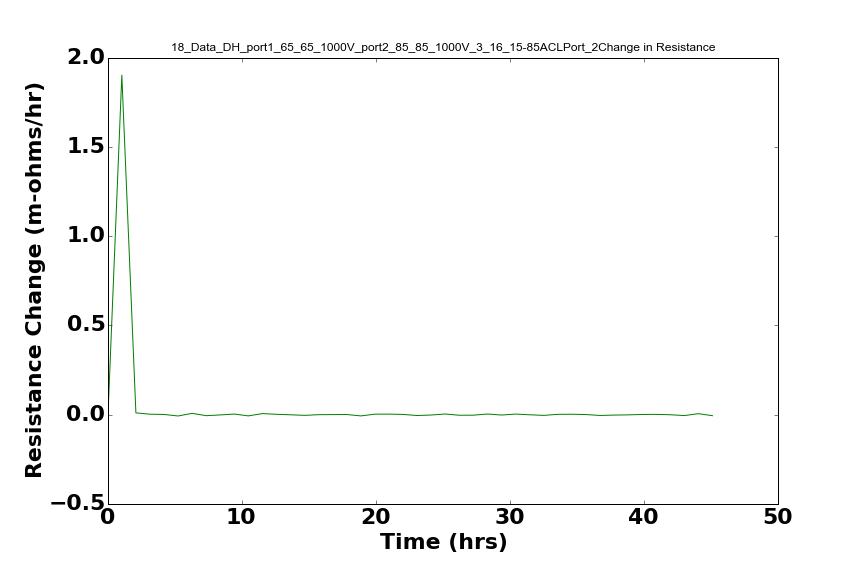 18_Data_DH_port1_65_65_1000V_port2_85_85_1000V_3_16_15-85ACLPort_2Change in Resistance
2.0
1.5
1.0
0.5
0.0
−0.5
Resistance Change (m-ohms/hr)
0 10 20 30 40 50
Time (hrs)